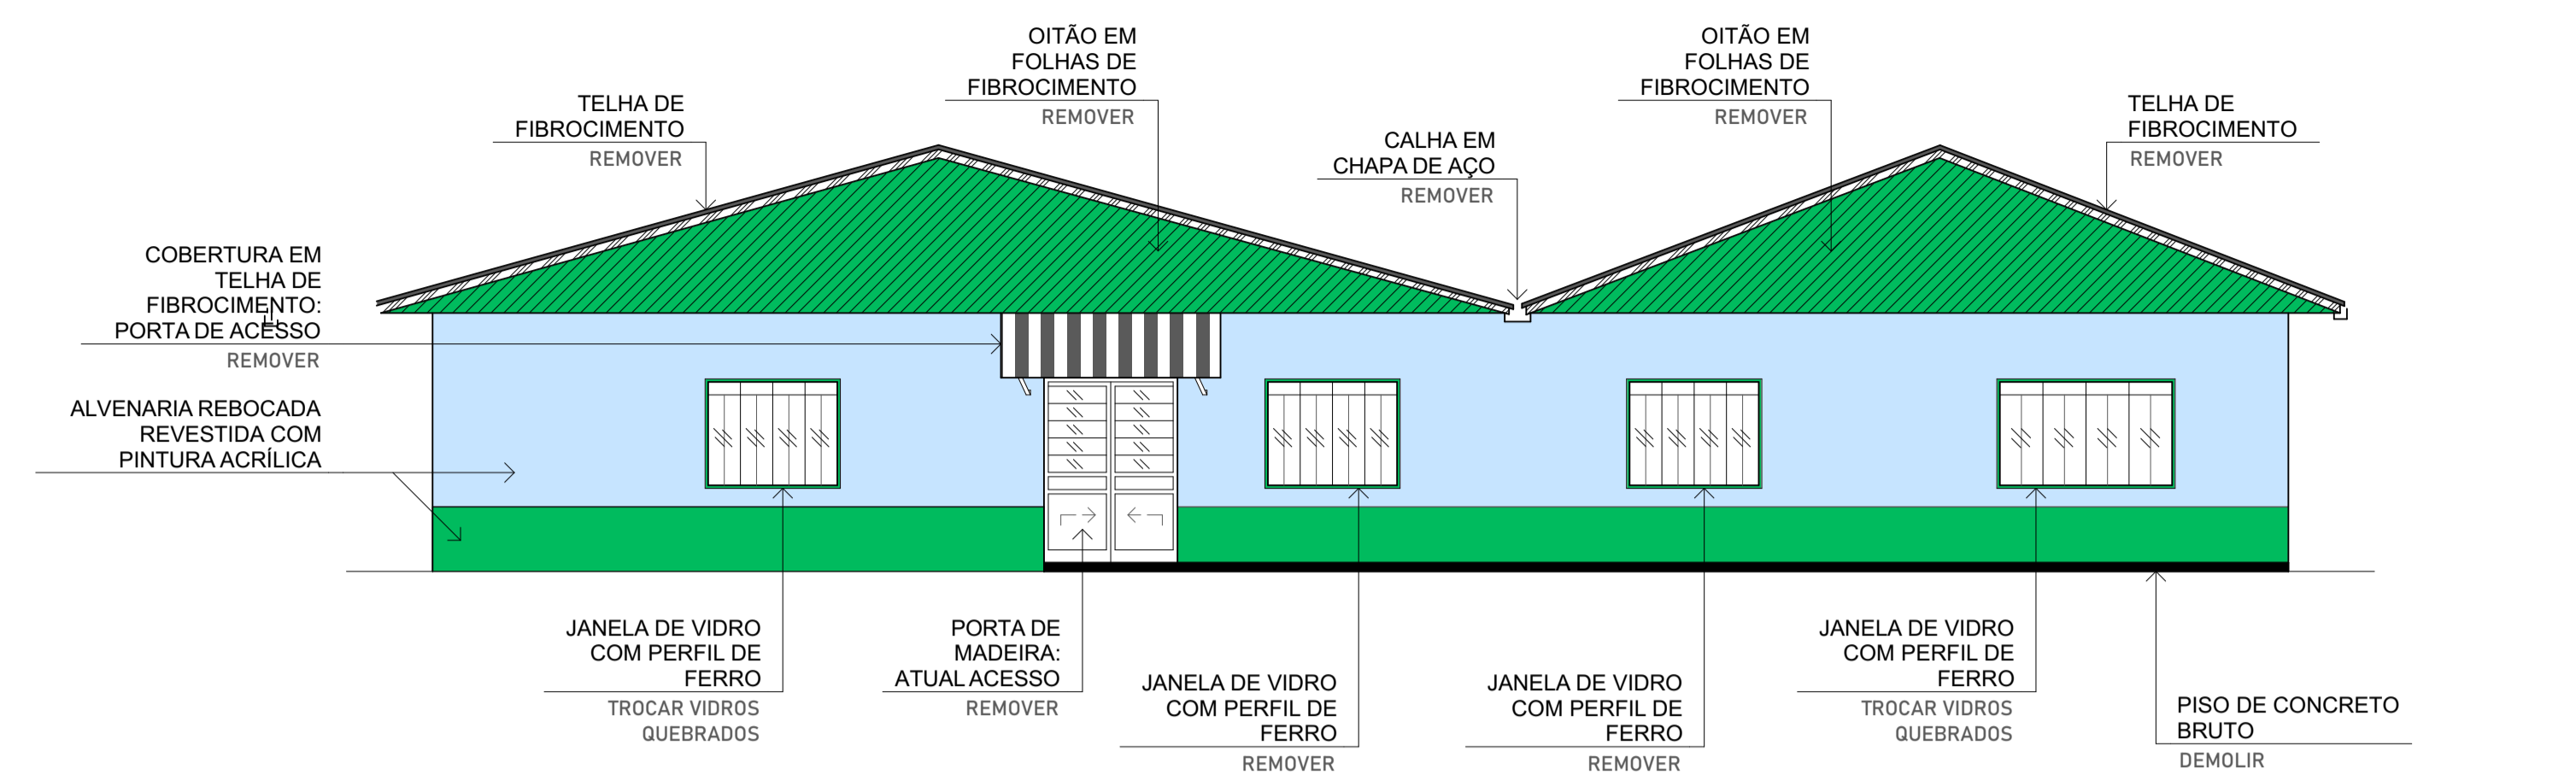 OITÃO EM
FOLHAS DE
FIBROCIMENTO
REMOVER
OITÃO EM
FOLHAS DE
FIBROCIMENTO
REMOVER
TELHA DE
FIBROCIMENTO
REMOVER
TELHA DE
FIBROCIMENTO
REMOVER
CALHA EM
CHAPA DE AÇO
REMOVER
COBERTURA EM
TELHA DE
FIBROCIMENTO:
PORTA DE ACESSO
REMOVER
ALVENARIA REBOCADA
REVESTIDA COM
PINTURA ACRÍLICA
JANELA DE VIDRO
COM PERFIL DE
FERRO
TROCAR VIDROS
QUEBRADOS
PORTA DE
MADEIRA:
ATUAL ACESSO
REMOVER
JANELA DE VIDRO
COM PERFIL DE
FERRO
REMOVER
JANELA DE VIDRO
COM PERFIL DE
FERRO
REMOVER
JANELA DE VIDRO
COM PERFIL DE
FERRO
TROCAR VIDROS
QUEBRADOS
PISO DE CONCRETO
BRUTO
DEMOLIR